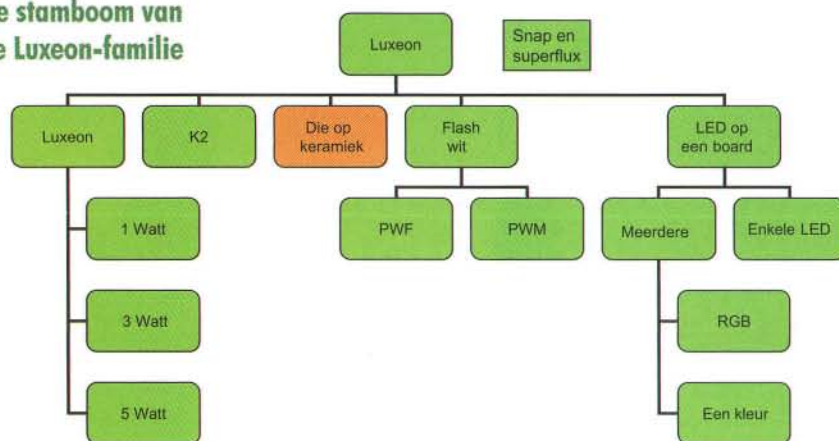 e stamboom van
e Luxeon-familie
Luxeon
Snap en
superflux
Luxeon
K2
Die op
keramiek
Flash
wit
LED op
een board
1 Watt
PWF
PWM
Meerdere
Enkele LED
3 Watt
RGB
5 Watt
Een kleur